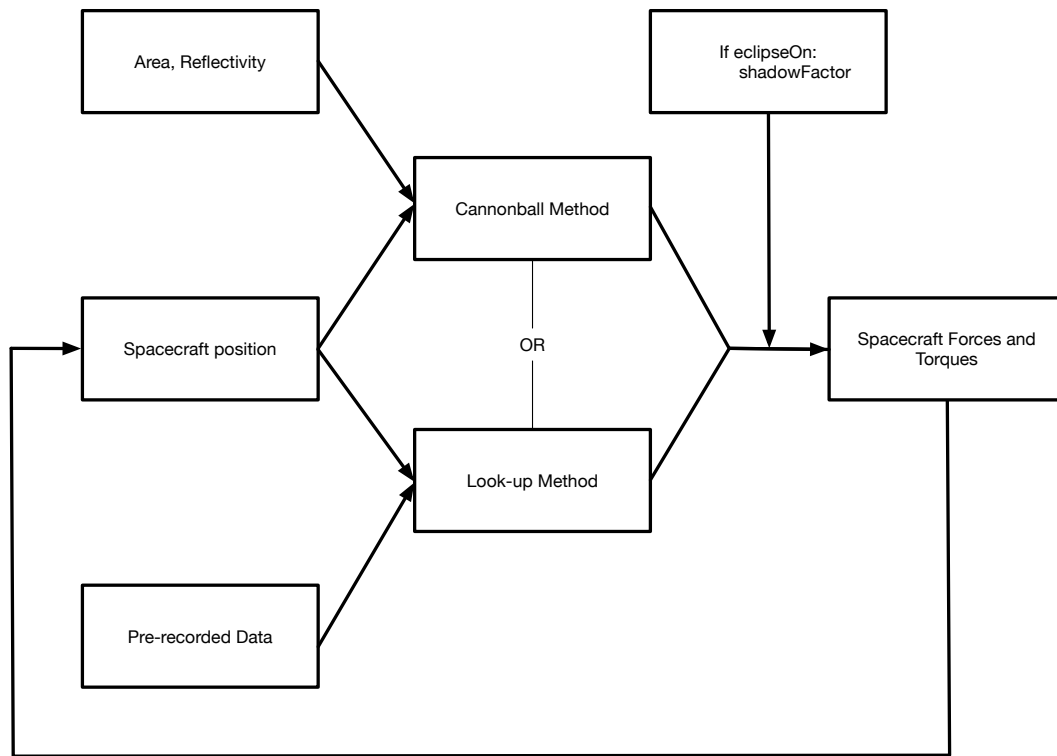 Area, Reflectivity
If eclipseOn:
shadowFactor
Cannonball Method
Spacecraft position
OR
Spacecraft Forces and
Torques
Look-up Method
Pre-recorded Data